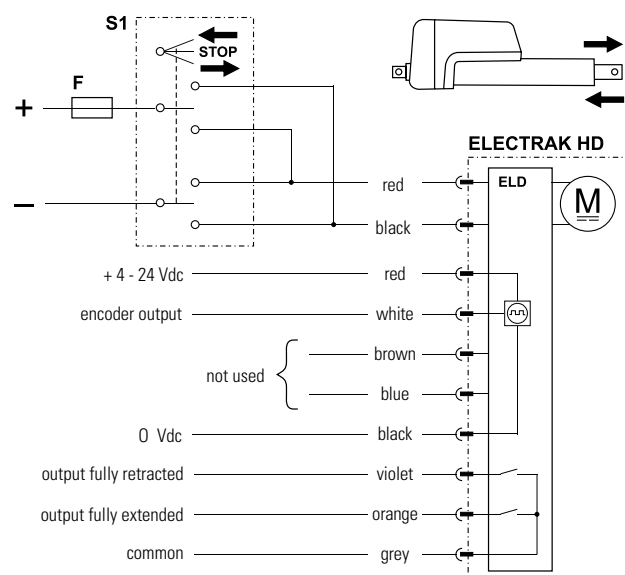 S1
STOP
F
+
–
ELECTRAK HD
ELD
M
red
black
+ 4 - 24 Vdc red
encoder output white
not used
brown
blue
0 Vdc black
output fully retracted violet
output fully extended orange
common grey